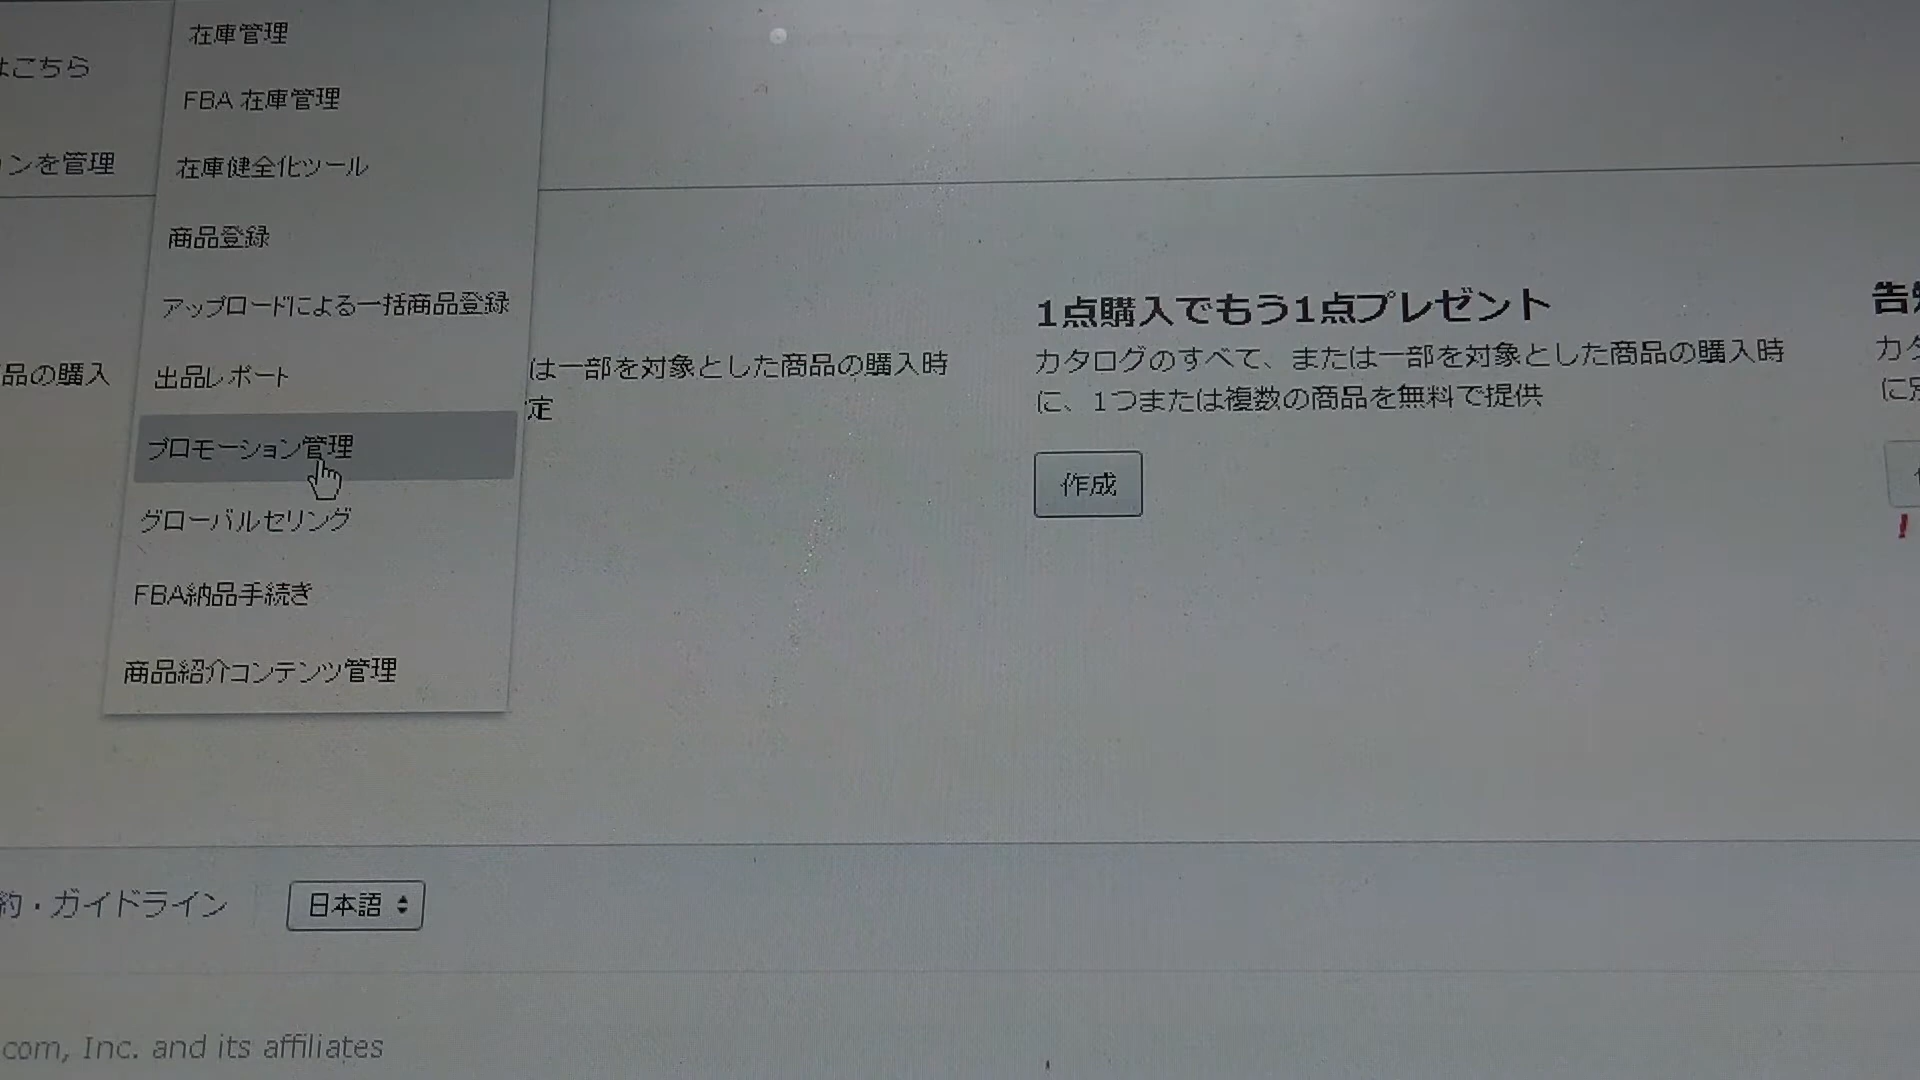 はこちら
ンを管理
品の購入
在庫管理
FBA 在庫管理
在庫健全化ツール
商品登録
アップロードによる一括商品登録
出品レポート
プロモーション管理
グローバルセリング
FBA納品手続き
商品紹介コンテンツ管理
は一部を対象とした商品の購入時
定
1点購入でもう1点プレゼント
カタログのすべて、または一部を対象とした商品の購入時
に、1つまたは複数の商品を無料で提供
作成
告
カタ
に
!
約・ガイドライン
日本語
com, Inc. and its affiliates